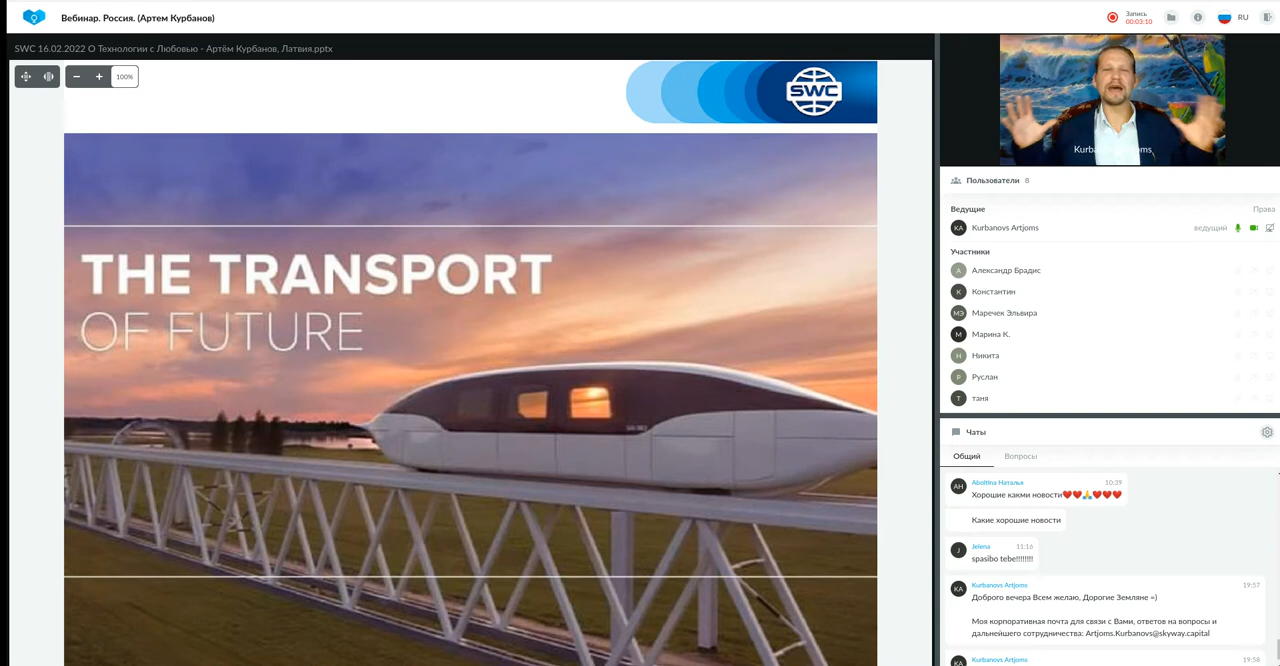 Вебинар. Россия. (Артем Курбанов)
Запись
00:03:10
RU
SWC 16.02.2022 О Технологии с Любовью - Артём Курбанов, Латвия.pptx
100%
SWC
THE TRANSPORT
OF FUTURE
Пользователи 8
Ведущие Права
KA Kurbanovs Artjoms ведущий
Участники
А Александр Брадис
К Константин
МЭ Маречек Эльвира
М Марина К.
Н Никита
Р Руслан
Т таня
Чаты
Общий Вопросы
АН Aboltina Наталья 10:39
Хорошие какми новости❤️❤️🙏❤️❤️❤️
Какие хорошие новости
J Jelena 11:16
spasibo tebe!!!!!!!!
KA Kurbanovs Artjoms 19:57
Доброго вечера Всем желаю, Дорогие Земляне =)
Моя корпоративная почта для связи с Вами, ответов на вопросы и
дальнейшего сотрудничества: Artjoms.Kurbanovs@skyway.capital
KA Kurbanovs Artjoms 19:58